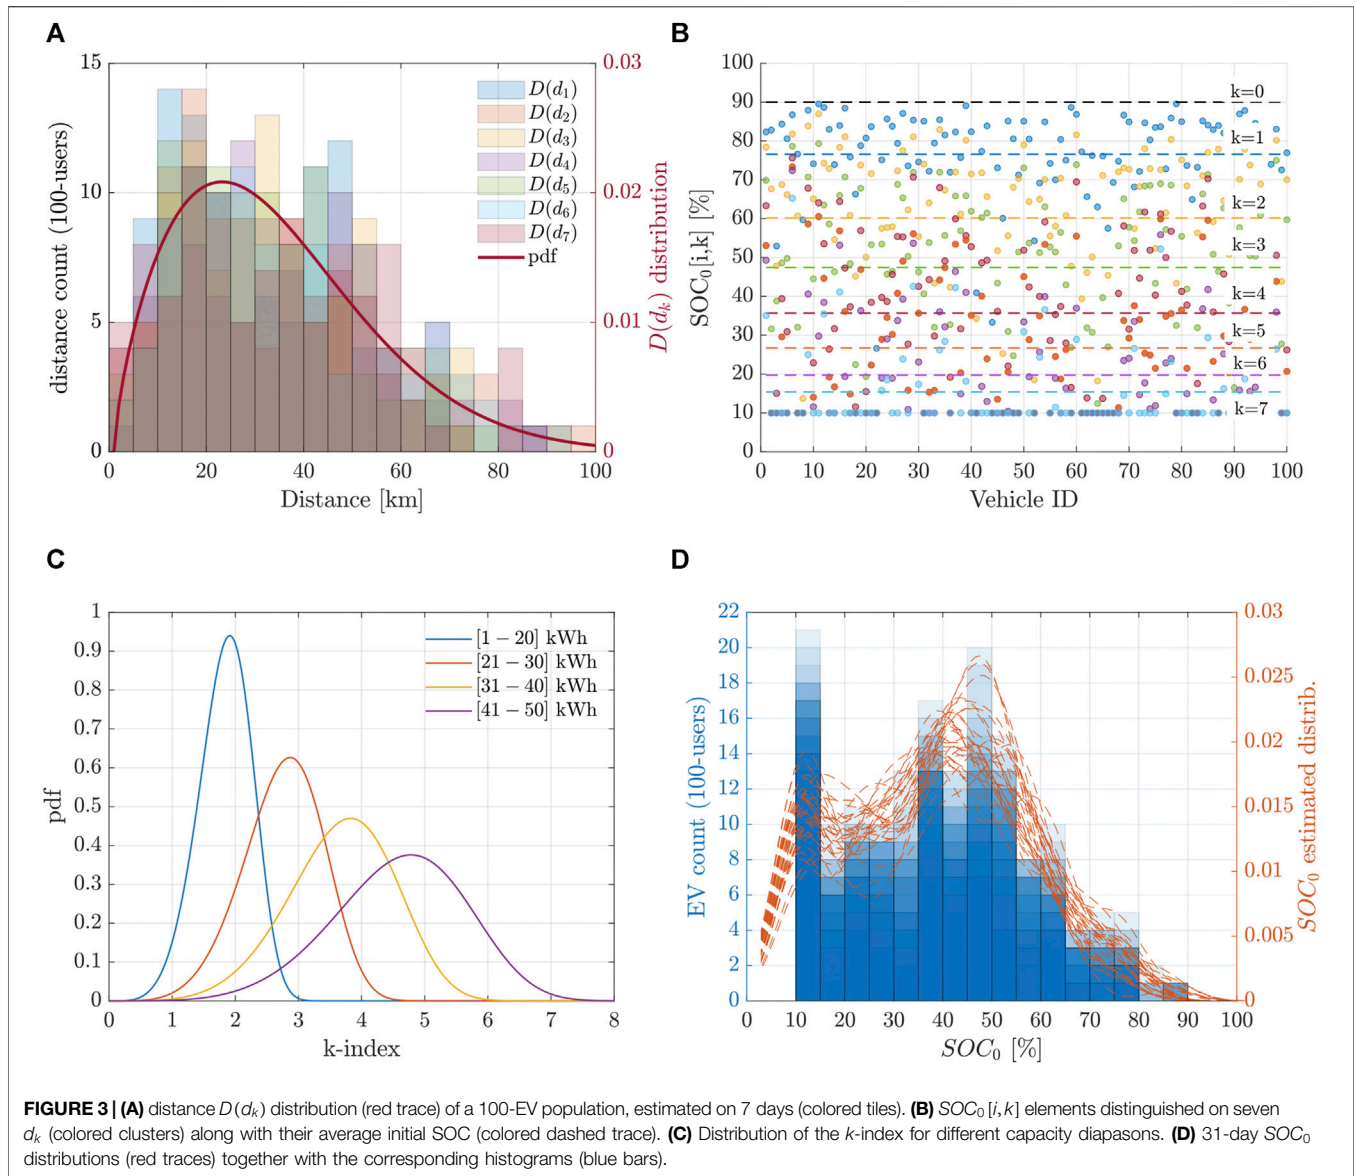 A
15
10
5
0
distance count (100-users)
0
20
40
60
80
100
Distance [km]
0.03
0.02
0.01
0
D(dₖ) distribution
D(d₁)
D(d₂)
D(d₃)
D(d₄)
D(d₅)
D(d₆)
D(d₇)
pdf
B
100
90
80
70
60
50
40
30
20
10
0
SOC₀[i,k] [%]
k=0
k=1
k=2
k=3
k=4
k=5
k=6
k=7
0
10
20
30
40
50
60
70
80
90
100
Vehicle ID
C
1
0.9
0.8
0.7
0.6
0.5
0.4
0.3
0.2
0.1
0
pdf
[1 − 20] kWh
[21 − 30] kWh
[31 − 40] kWh
[41 − 50] kWh
0
1
2
3
4
5
6
7
8
k-index
D
22
20
18
16
14
12
10
8
6
4
2
0
EV count (100-users)
0
10
20
30
40
50
60
70
80
90
100
SOC₀ [%]
0.03
0.025
0.02
0.015
0.01
0.005
0
SOC₀ estimated distrib.
FIGURE 3 | (A) distance D(dₖ) distribution (red trace) of a 100-EV population, estimated on 7 days (colored tiles). (B) SOC₀[i, k] elements distinguished on seven
dₖ (colored clusters) along with their average initial SOC (colored dashed trace). (C) Distribution of the k-index for different capacity diapasons. (D) 31-day SOC₀
distributions (red traces) together with the corresponding histograms (blue bars).